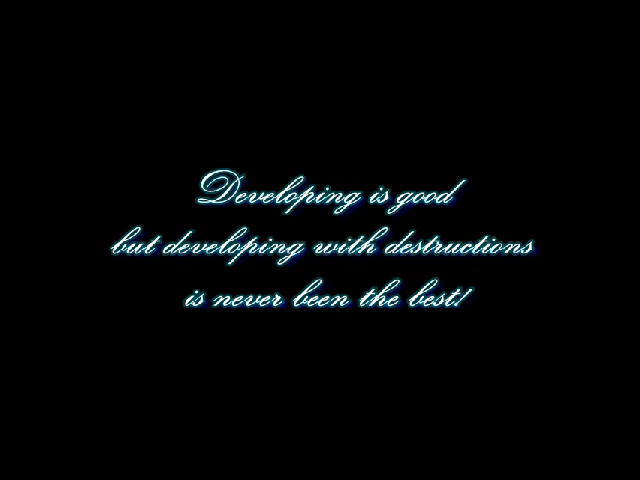 Developing is good
but developing with destructions
is never been the best!